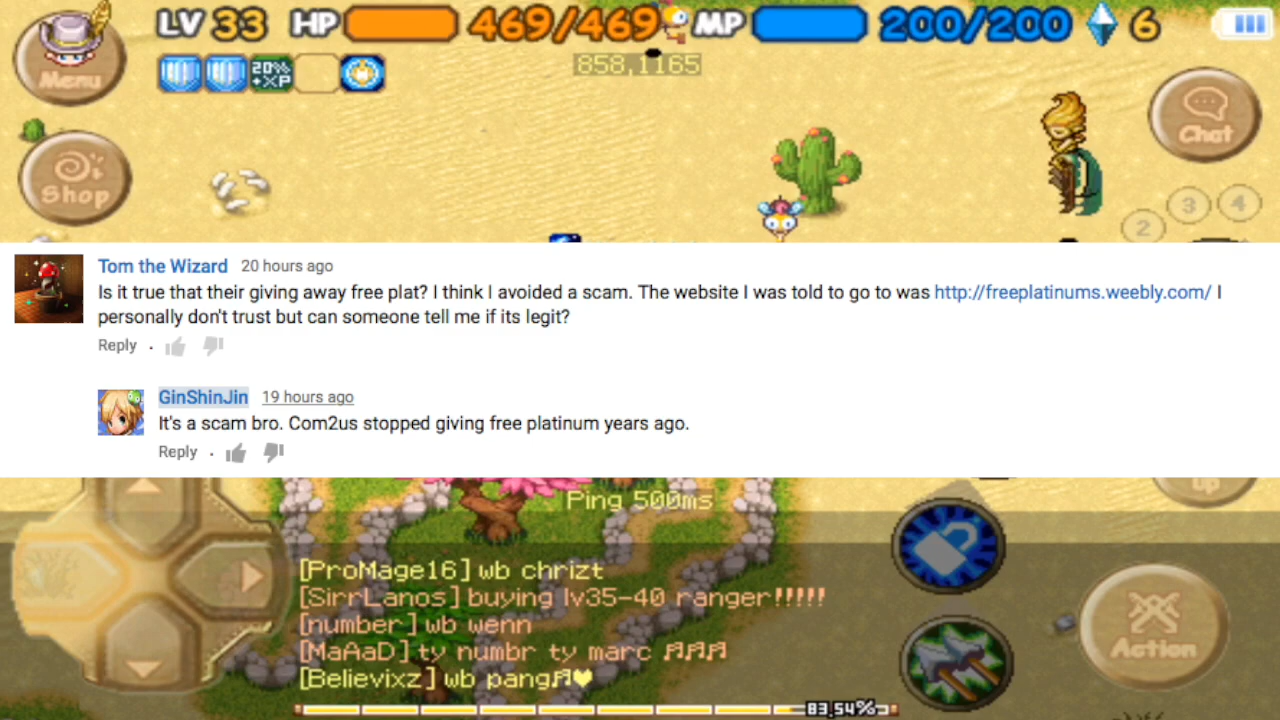 LV 33 HP 469/469 MP 200/200 6
Menu
20% +XP
858,1165
Chat
Shop
3 4
2
Tom the Wizard 20 hours ago
Is it true that their giving away free plat? I think I avoided a scam. The website I was told to go to was http://freeplatinums.weebly.com/ I
personally don't trust but can someone tell me if its legit?
Reply .
GinShinJin 19 hours ago
It's a scam bro. Com2us stopped giving free platinum years ago.
Reply .
up
Ping 500ms
[ProMage16] wb chrizt
[SirrLanos] buying lv35-40 ranger!!!!!
[number] wb wenn
[MaAaD] ty numbr ty marc ♬♬♬
[Believixz] wb pang♬♥
Action
83,54%